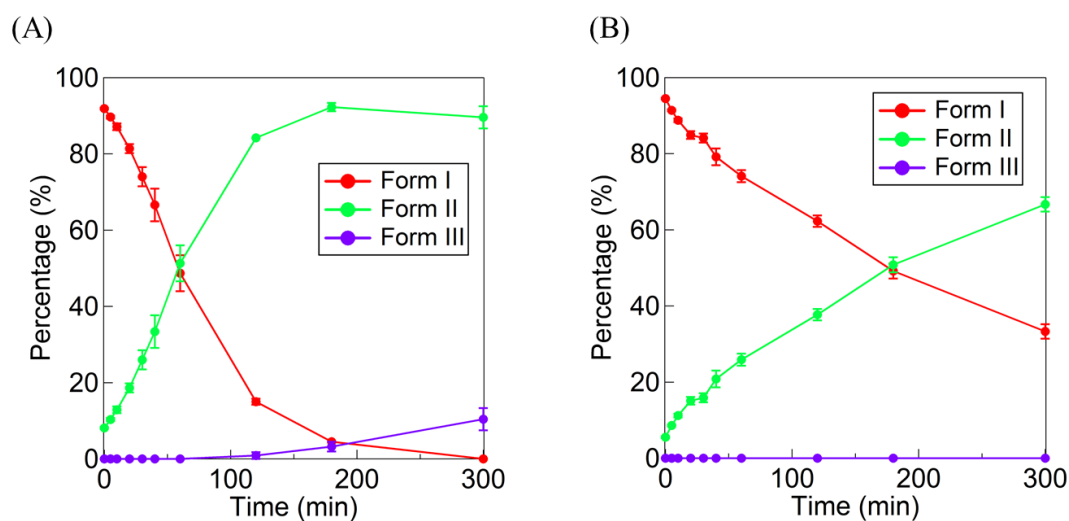 (A)
100
80
60
40
20
0
Percentage (%)
Form I
Form II
Form III
0 100 200 300
Time (min)
(B)
100
80
60
40
20
0
Percentage (%)
Form I
Form II
Form III
0 100 200 300
Time (min)